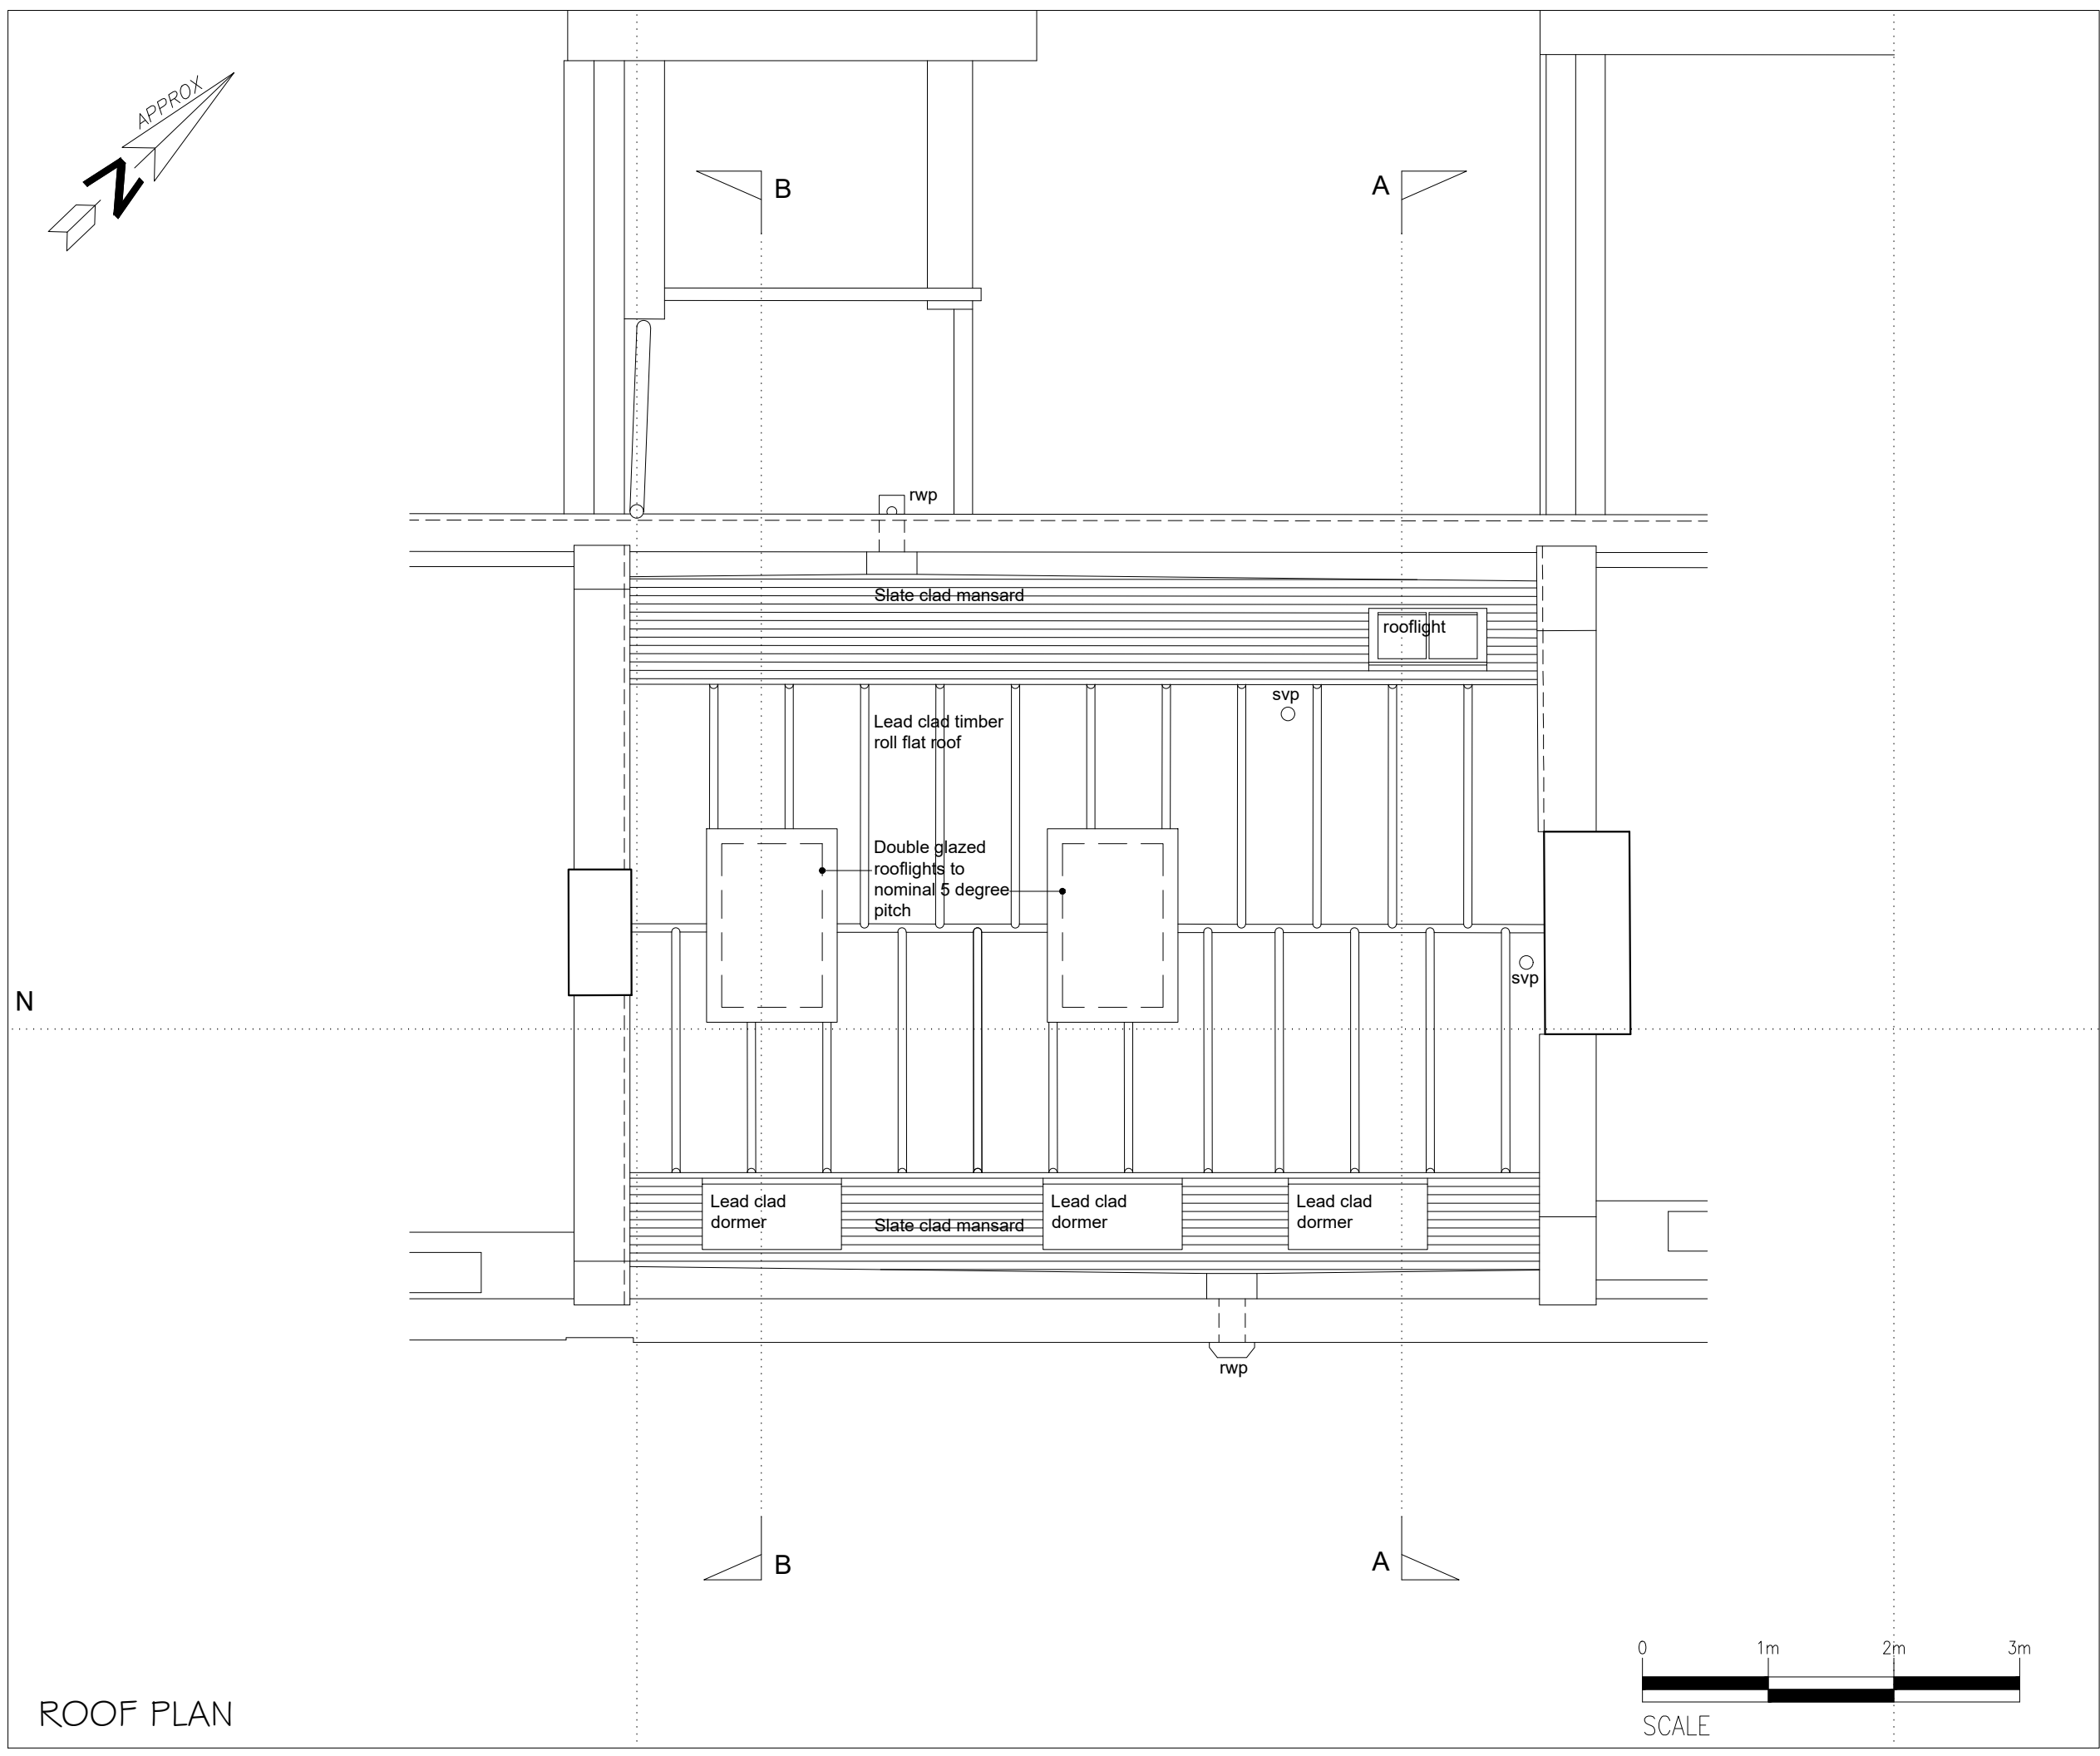 APPROX
N
B
A
rwp
Slate clad mansard
rooflight
svp
Lead clad timber
roll flat roof
Double glazed
rooflights to
nominal 5 degree
pitch
svp
N
Lead clad
dormer
Slate clad mansard
Lead clad
dormer
Lead clad
dormer
rwp
B
A
0 1m 2m 3m
SCALE
ROOF PLAN